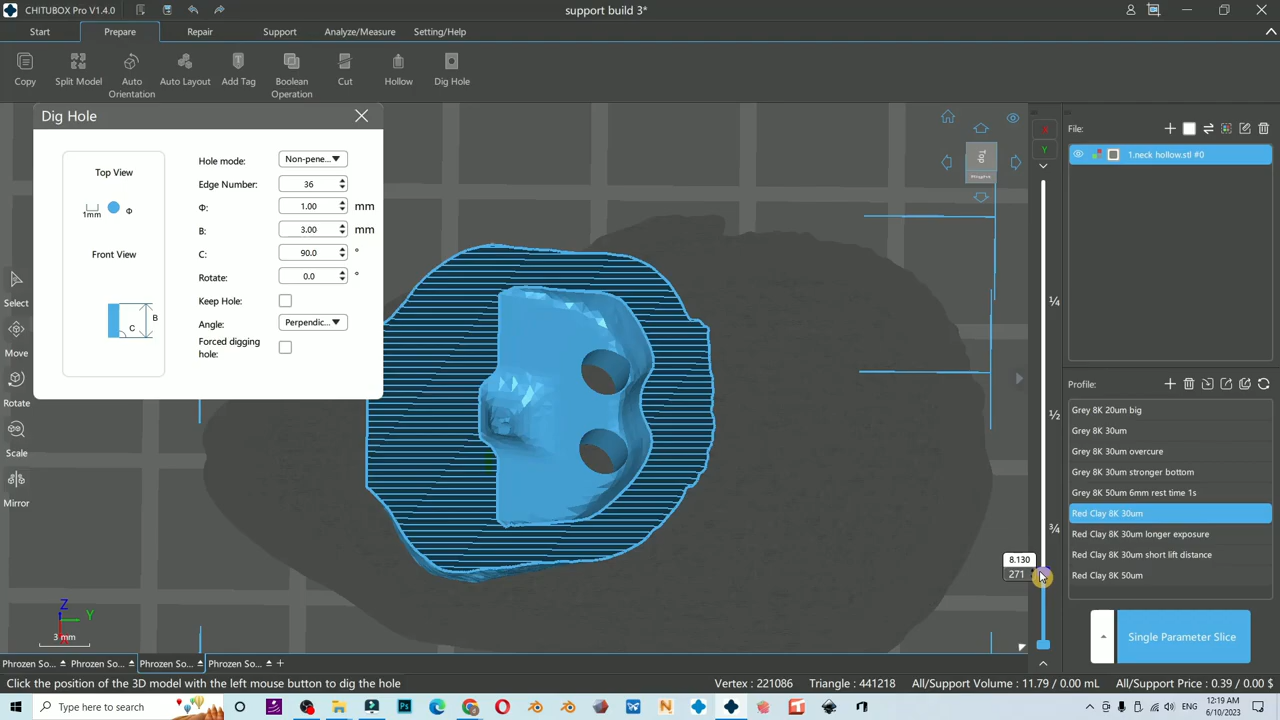 CHITUBOX Pro V1.4.0
support build 3*
Start
Prepare
Repair
Support
Analyze/Measure
Setting/Help
Copy
Split Model
Auto Orientation
Auto Layout
Add Tag
Boolean Operation
Cut
Hollow
Dig Hole
Dig Hole
Top View
1mm
Φ
Front View
B
C
Hole mode: Non-pene...
Edge Number: 36
Φ: 1.00 mm
B: 3.00 mm
C: 90.0 °
Rotate: 0.0 °
Keep Hole:
Angle: Perpendic...
Forced digging
hole:
Select
Move
Rotate
Scale
Mirror
Top
X
Y
¼
½
¾
8.130
271
File:
1.neck hollow.stl #0
Profile:
Grey 8K 20um big
Grey 8K 30um
Grey 8K 30um overcure
Grey 8K 30um stronger bottom
Grey 8K 50um 6mm rest time 1s
Red Clay 8K 30um
Red Clay 8K 30um longer exposure
Red Clay 8K 30um short lift distance
Red Clay 8K 50um
Single Parameter Slice
Z
Y
3 mm
Phrozen So...
Phrozen So...
Phrozen So...
Phrozen So...
Click the position of the 3D model with the left mouse button to dig the hole
Vertex : 221086
Triangle : 441218
All/Support Volume : 11.79 / 0.00 mL
All/Support Price : 0.39 / 0.00 $
Type here to search
ENG
12:19 AM
6/10/2023